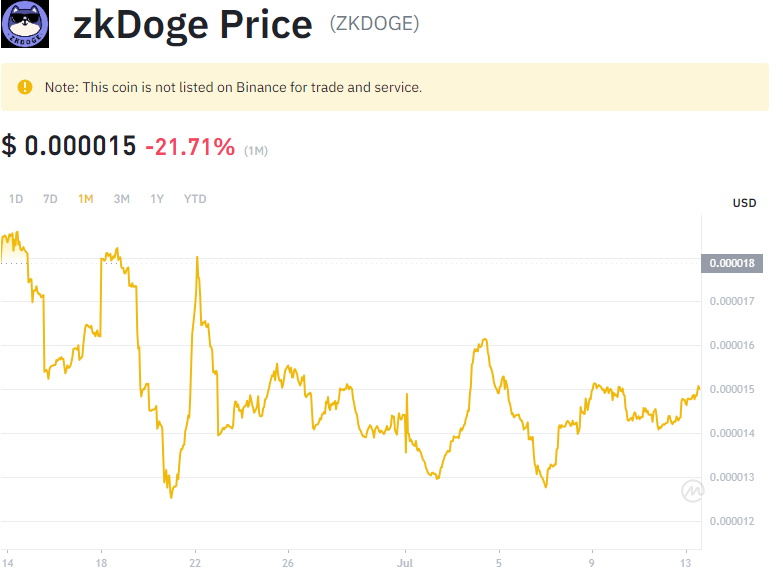 zkDoge Price (ZKDOGE)
ZKDOGE
Note: This coin is not listed on Binance for trade and service.
$ 0.000015 -21.71% (1M)
1D 7D 1M 3M 1Y YTD
USD
0.000018
0.000017
0.000016
0.000015
0.000014
0.000013
0.000012
14 18 22 26 Jul 5 9 13